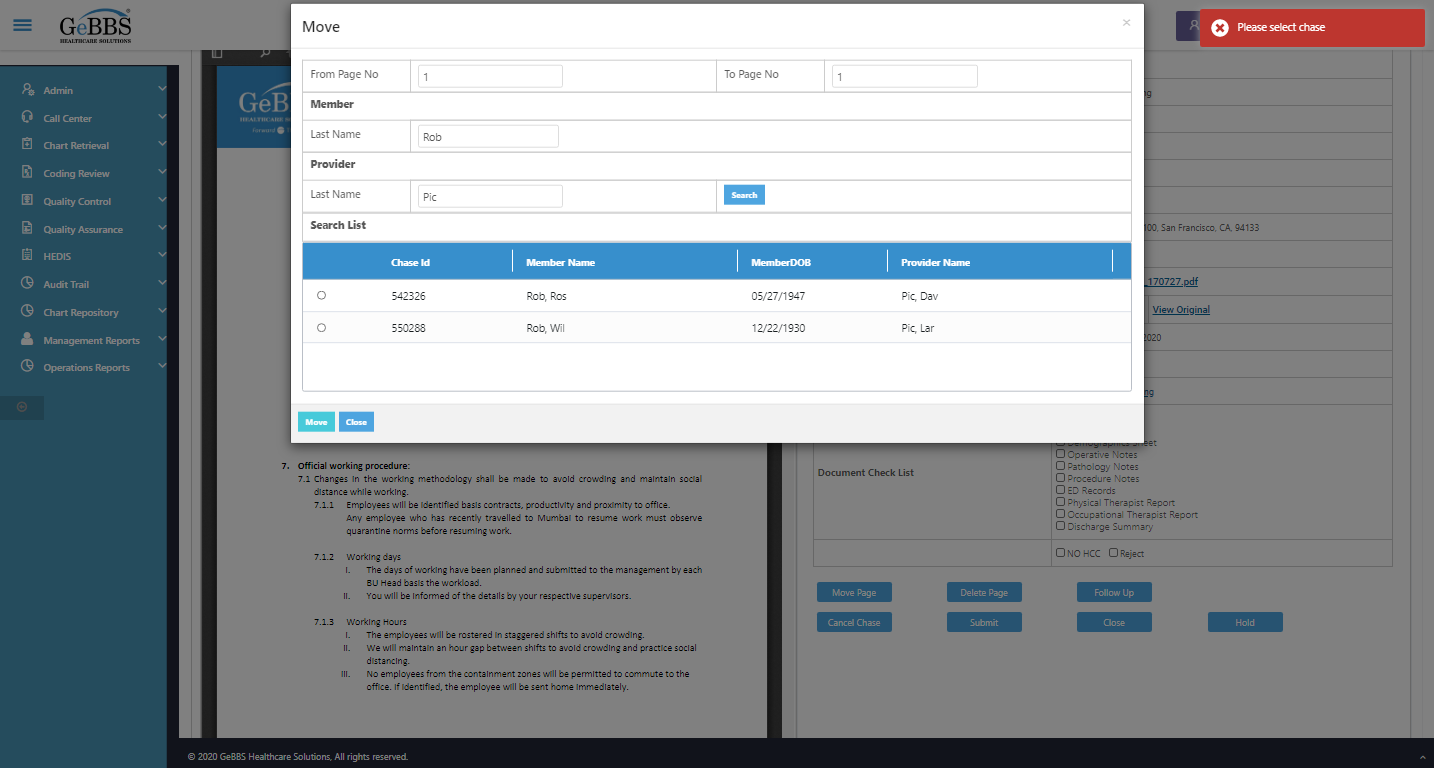 GeBBS
HEALTHCARE SOLUTIONS
Move
×
Please select chase
From Page No 1 To Page No 1
Member
Last Name Rob
Provider
Last Name Pic Search
Search List
Chase Id Member Name MemberDOB Provider Name
542326 Rob, Ros 05/27/1947 Pic, Dav
550288 Rob, Wil 12/22/1930 Pic, Lar
Move Close
Admin
Call Center
Chart Retrieval
Coding Review
Quality Control
Quality Assurance
HEDIS
Audit Trail
Chart Repository
Management Reports
Operations Reports
GeB
100, San Francisco, CA, 94133
_170727.pdf
View Original
2020
7. Official working procedure:
7.1 Changes in the working methodology shall be made to avoid crowding and maintain social
distance while working.
7.1.1 Employees will be identified basis contracts, productivity and proximity to office.
Any employee who has recently travelled to Mumbai to resume work must observe
quarantine norms before resuming work.
7.1.2 Working days
I. The days of working have been planned and submitted to the management by each
BU Head basis the workload.
II. You will be informed of the details by your respective supervisors.
7.1.3 Working Hours
I. The employees will be rostered in staggered shifts to avoid crowding.
II. We will maintain an hour gap between shifts to avoid crowding and practice social
distancing.
III. No employees from the containment zones will be permitted to commute to the
office. If identified, the employee will be sent home immediately.
Document Check List
Demographics Sheet
Operative Notes
Pathology Notes
Procedure Notes
ED Records
Physical Therapist Report
Occupational Therapist Report
Discharge Summary
NO HCC Reject
Move Page Delete Page Follow Up
Cancel Chase Submit Close Hold
© 2020 GeBBS Healthcare Solutions, All rights reserved.